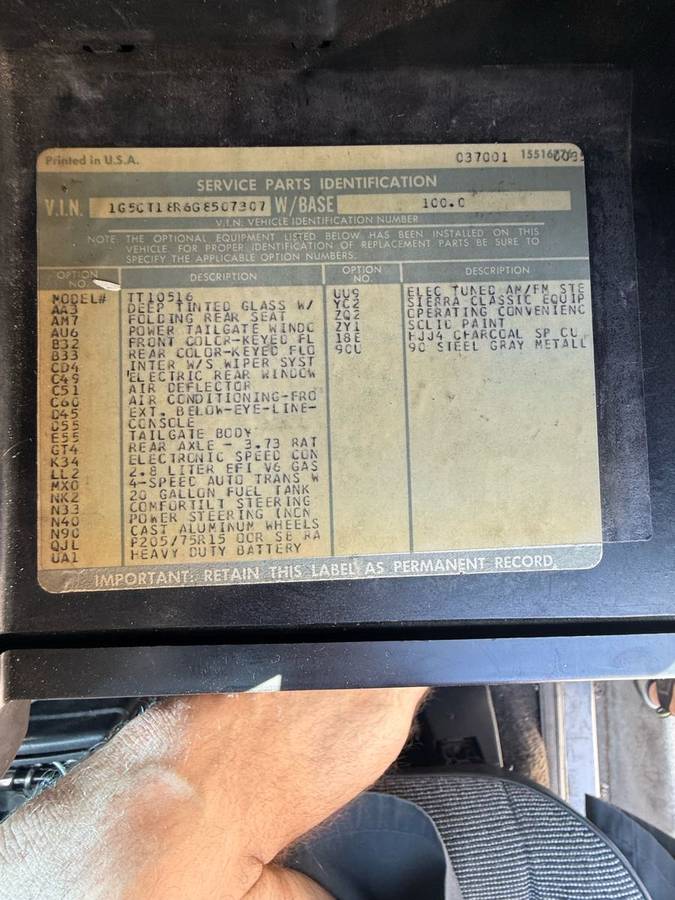 Printed in U.S.A. 037001
SERVICE PARTS IDENTIFICATION
V.I.N. W/BASE 100.0
V.I.N. VEHICLE IDENTIFICATION NUMBER
NOTE: THE OPTIONAL EQUIPMENT LISTED BELOW HAS BEEN INSTALLED ON THIS
VEHICLE. FOR PROPER IDENTIFICATION OF REPLACEMENT PARTS BE SURE TO
SPECIFY THE APPLICABLE OPTION NUMBERS.
OPTION NO. DESCRIPTION OPTION NO. DESCRIPTION
MODEL# TT10516
AA3 DEEP TINTED GLASS W/
AM7 FOLDING REAR SEAT
AU6 POWER TAILGATE WINDO
B32 FRONT COLOR-KEYED FL
B33 REAR COLOR-KEYED FLO
CD4 INTER W/S WIPER SYST
C49 ELECTRIC REAR WINDOW
C51 AIR DEFLECTOR
C60 AIR CONDITIONING-FRO
D45 EXT. BELOW-EYE-LINE-
D55 CONSOLE
E55 TAILGATE BODY
GT4 REAR AXLE - 3.73 RAT
K34 ELECTRONIC SPEED CON
LL2 2.8 LITER EFI V6 GAS
MX0 4-SPEED AUTO TRANS W
NK2 20 GALLON FUEL TANK
N33 COMFORTILT STEERING
N40 POWER STEERING (NON
N90 CAST ALUMINUM WHEELS
QJL P205/75R15 OOR SB RA
UA1 HEAVY DUTY BATTERY
UU9 ELEC TUNED AM/FM STE
YC2 SIERRA CLASSIC EQUIP
ZQ2 OPERATING CONVENIENC
ZY1 SOLID PAINT
18E CHARCOAL SP CU
90U 90 STEEL GRAY METALL
IMPORTANT: RETAIN THIS LABEL AS PERMANENT RECORD.